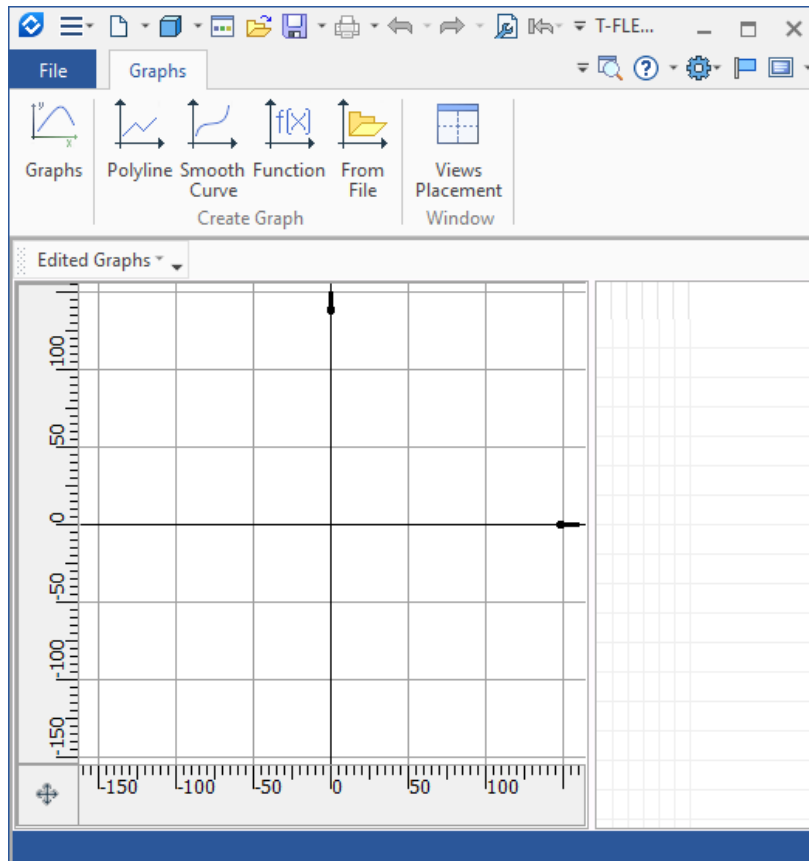 T-FLE...
File Graphs
Graphs Polyline Smooth Curve Function From File Views Placement
Create Graph Window
Edited Graphs
100
50
0
-50
-100
-150
-150 -100 -50 0 50 100
y
x
f(x)